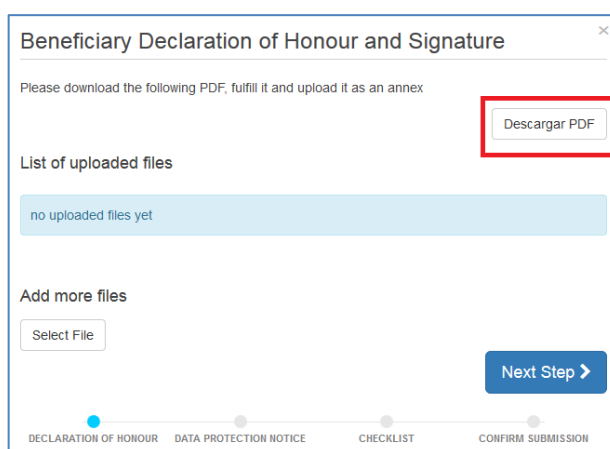 Beneficiary Declaration of Honour and Signature
×
Please download the following PDF, fulfill it and upload it as an annex
Descargar PDF
List of uploaded files
no uploaded files yet
Add more files
Select File
Next Step
DECLARATION OF HONOUR DATA PROTECTION NOTICE CHECKLIST CONFIRM SUBMISSION